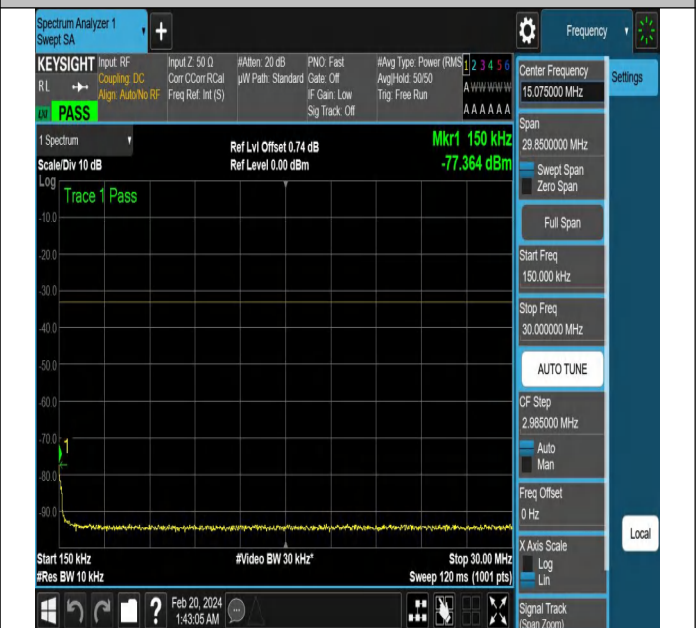 Spectrum Analyzer 1
Swept SA
+
Frequency
KEYSIGHT
RL
PASS
Input: RF
Coupling: DC
Align: Auto/No RF
Input Z: 50 Ω
Corr CCorr RCal
Freq Ref: Int (S)
#Atten: 20 dB
µW Path: Standard
PNO: Fast
Gate: Off
IF Gain: Low
Sig Track: Off
#Avg Type: Power (RMS
Avg|Hold: 50/50
Trig: Free Run
1 2 3 4 5 6
A W W W W W
A A A A A A
1 Spectrum
Scale/Div 10 dB
Log
Ref Lvl Offset 0.74 dB
Ref Level 0.00 dBm
Mkr1 150 kHz
-77.364 dBm
Trace 1 Pass
-10.0
-20.0
-30.0
-40.0
-50.0
-60.0
-70.0
1
-80.0
-90.0
Start 150 kHz
#Res BW 10 kHz
#Video BW 30 kHz*
Stop 30.00 MHz
Sweep 120 ms (1001 pts)
?
Feb 20, 2024
1:43:05 AM
Center Frequency
15.075000 MHz
Settings
Span
29.8500000 MHz
Swept Span
Zero Span
Full Span
Start Freq
150.000 kHz
Stop Freq
30.000000 MHz
AUTO TUNE
CF Step
2.985000 MHz
Auto
Man
Freq Offset
0 Hz
X Axis Scale
Log
Lin
Local
Signal Track
(Span Zoom)